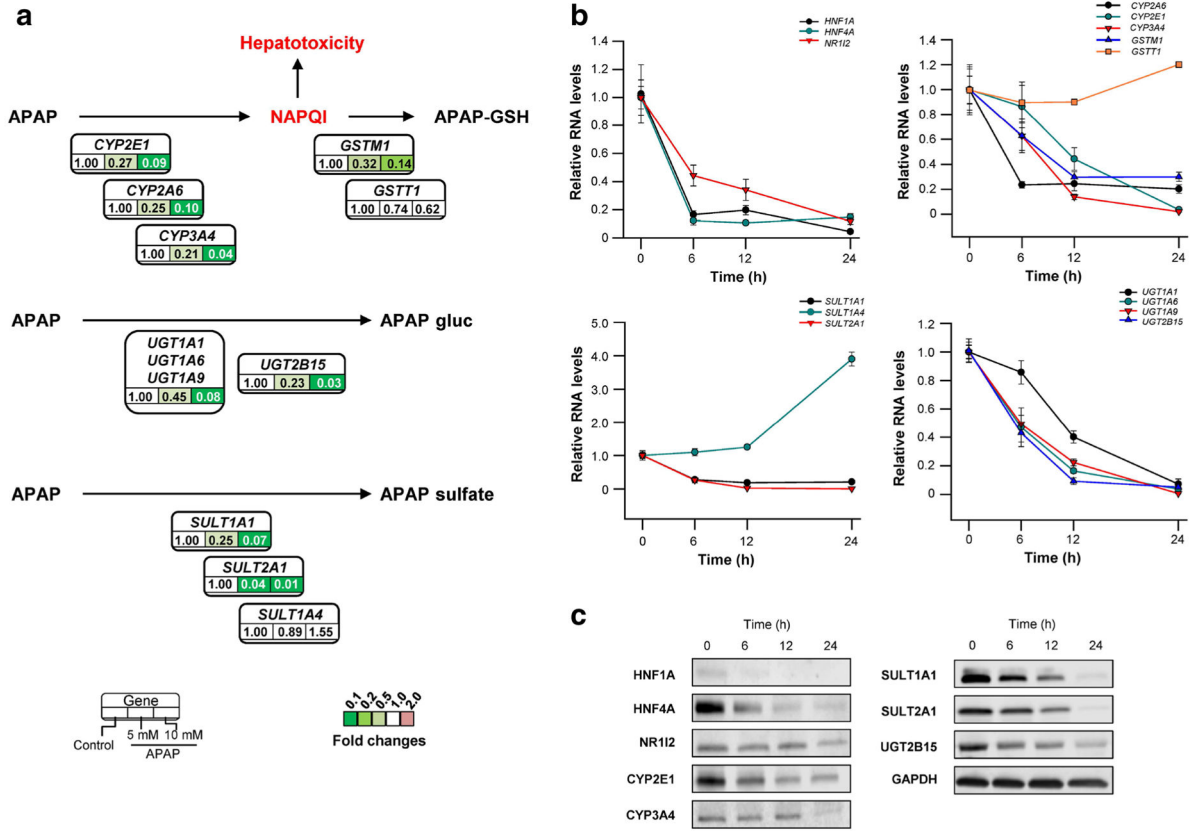 a
Hepatotoxicity
APAP NAPQI APAP-GSH
CYP2E1
1.00 0.27 0.09
GSTM1
1.00 0.32 0.14
CYP2A6
1.00 0.25 0.10
GSTT1
1.00 0.74 0.62
CYP3A4
1.00 0.21 0.04
APAP APAP gluc
UGT1A1
UGT1A6
UGT1A9
1.00 0.45 0.08
UGT2B15
1.00 0.23 0.03
APAP APAP sulfate
SULT1A1
1.00 0.25 0.07
SULT2A1
1.00 0.04 0.01
SULT1A4
1.00 0.89 1.55
Gene
Control 5 mM 10 mM
APAP
0.1 0.2 0.5 1.0 2.0
Fold changes
b
HNF1A
HNF4A
NR1I2
Relative RNA levels
1.4
1.2
1.0
0.8
0.6
0.4
0.2
0
0 6 12 24
Time (h)
CYP2A6
CYP2E1
CYP3A4
GSTM1
GSTT1
Relative RNA levels
1.4
1.2
1.0
0.8
0.6
0.4
0.2
0
0 6 12 24
Time (h)
SULT1A1
SULT1A4
SULT2A1
Relative RNA levels
5.0
4.0
3.0
2.0
1.0
0
0 6 12 24
Time (h)
UGT1A1
UGT1A6
UGT1A9
UGT2B15
Relative RNA levels
1.2
1.0
0.8
0.6
0.4
0.2
0
0 6 12 24
Time (h)
c
Time (h)
0 6 12 24
HNF1A
HNF4A
NR1I2
CYP2E1
CYP3A4
Time (h)
0 6 12 24
SULT1A1
SULT2A1
UGT2B15
GAPDH